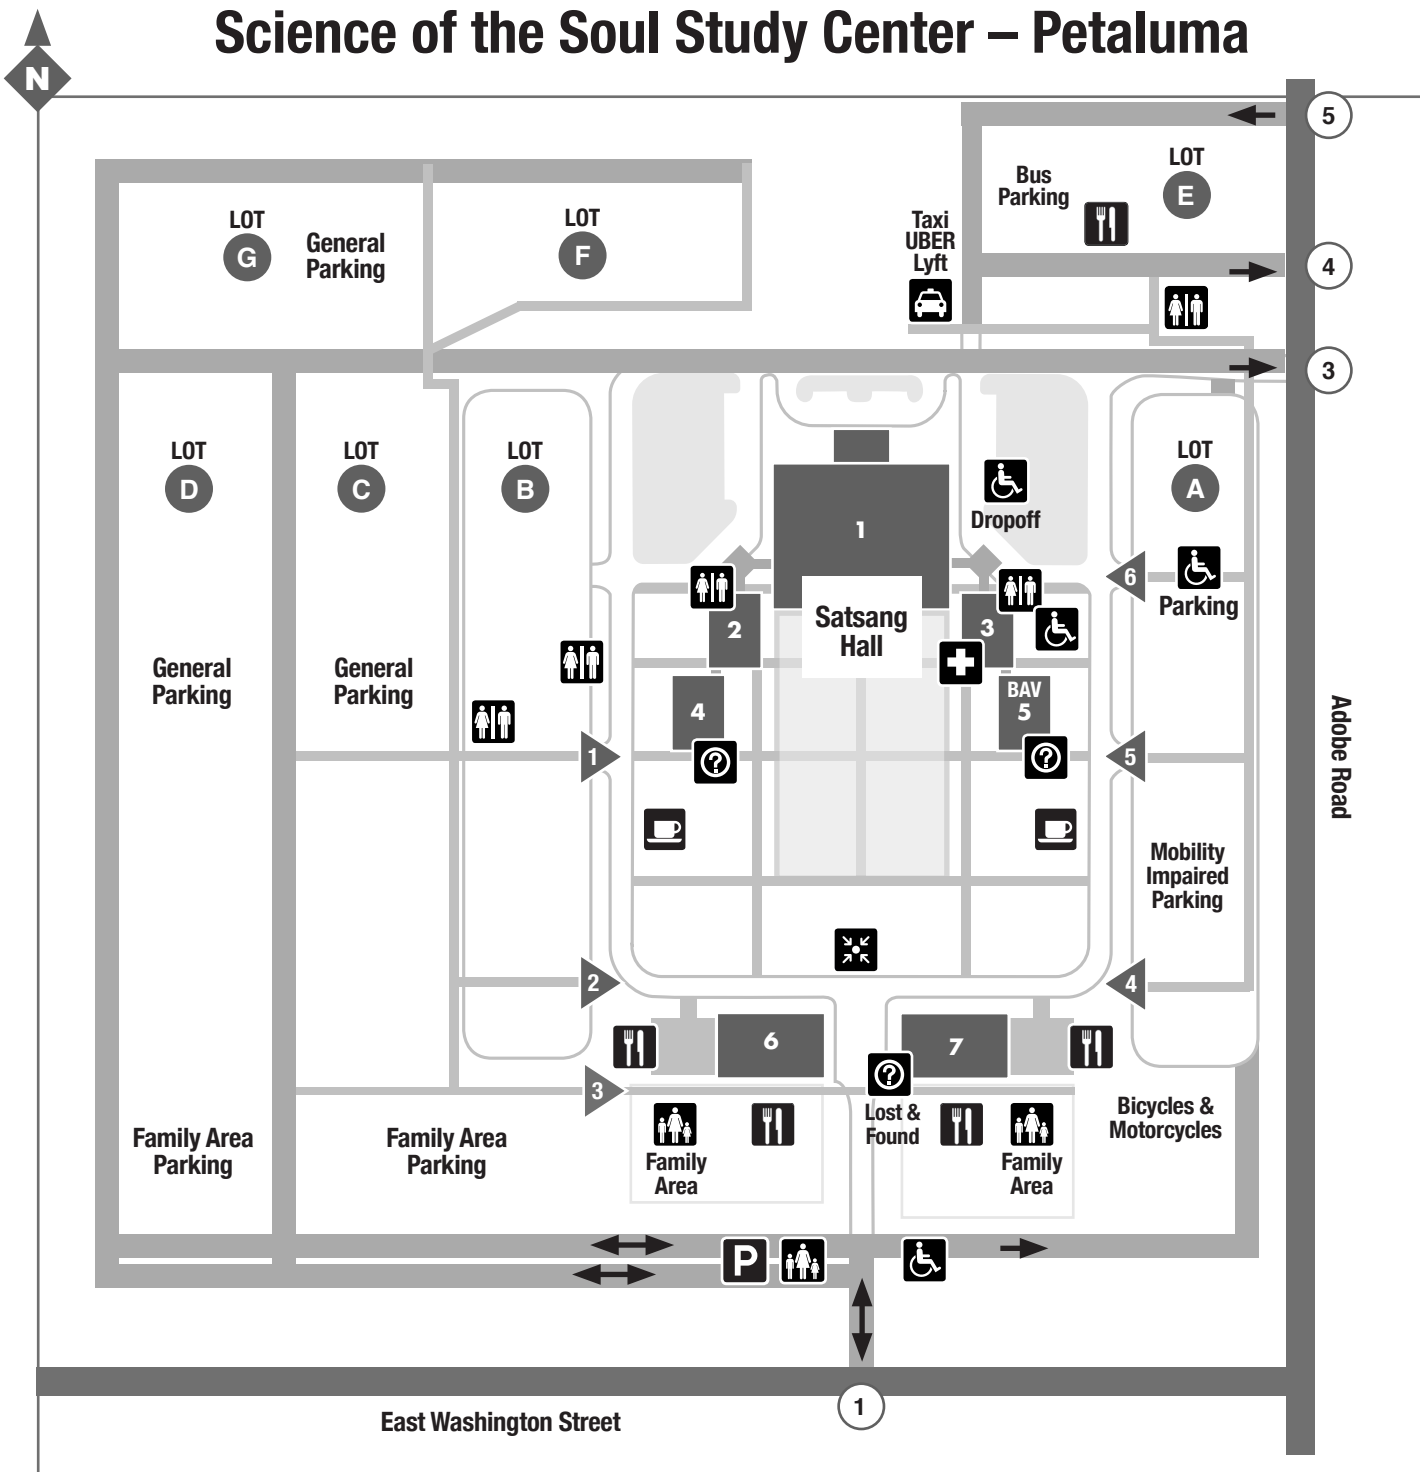 Science of the Soul Study Center – Petaluma
N
5
LOT
E
Bus
Parking
LOT
G
General
Parking
LOT
F
Taxi
UBER
Lyft
4
3
LOT
D
LOT
C
LOT
B
1
Dropoff
LOT
A
6
Parking
2
Satsang
Hall
3
General
Parking
General
Parking
4
BAV
5
1
5
Adobe Road
Mobility
Impaired
Parking
2
4
6
7
3
Lost &
Found
Bicycles &
Motorcycles
Family Area
Parking
Family Area
Parking
Family
Area
Family
Area
P
1
East Washington Street